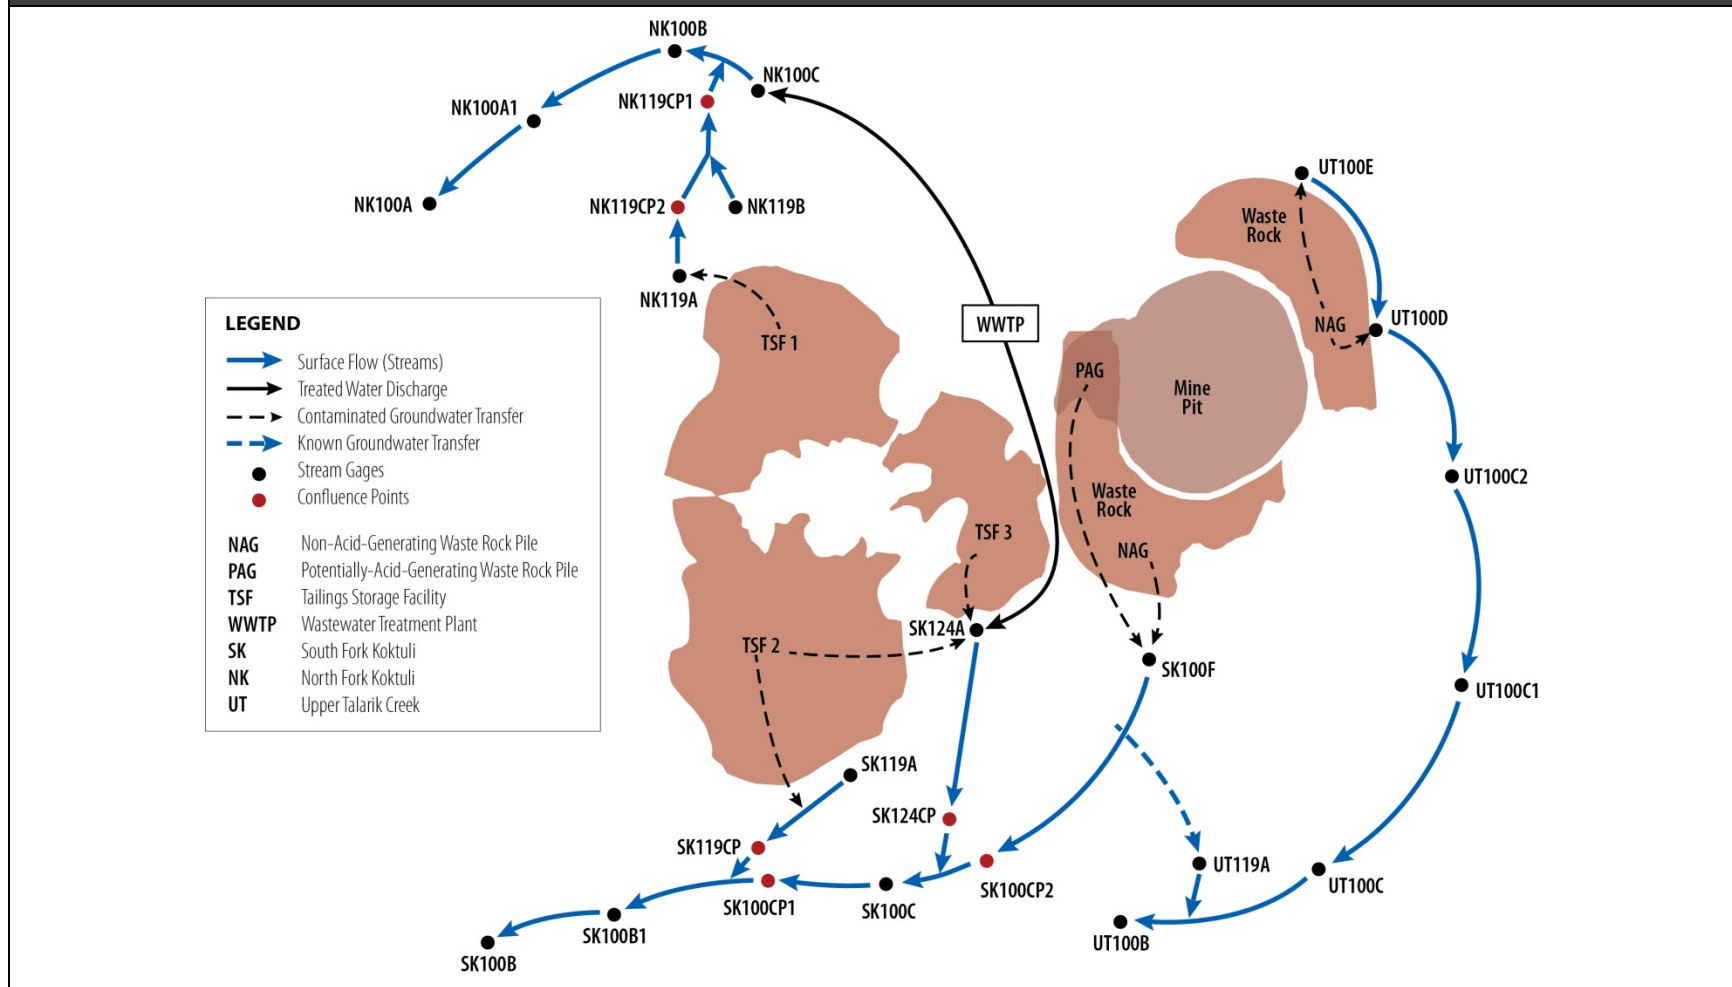 NK100B
NK100C
NK119CP1
NK100A1
NK100A
NK119CP2
NK119B
NK119A
UT100E
Waste
Rock
NAG
UT100D
WWTP
TSF 1
PAG
Mine
Pit
LEGEND
Surface Flow (Streams)
Treated Water Discharge
Contaminated Groundwater Transfer
Known Groundwater Transfer
Stream Gages
Confluence Points
NAG Non-Acid-Generating Waste Rock Pile
PAG Potentially-Acid-Generating Waste Rock Pile
TSF Tailings Storage Facility
WWTP Wastewater Treatment Plant
SK South Fork Koktuli
NK North Fork Koktuli
UT Upper Talarik Creek
UT100C2
Waste
Rock
TSF 3
NAG
SK124A
TSF 2
SK100F
UT100C1
SK119A
SK124CP
SK119CP
UT119A
SK100CP2
UT100C
SK100CP1
SK100C
SK100B1
UT100B
SK100B